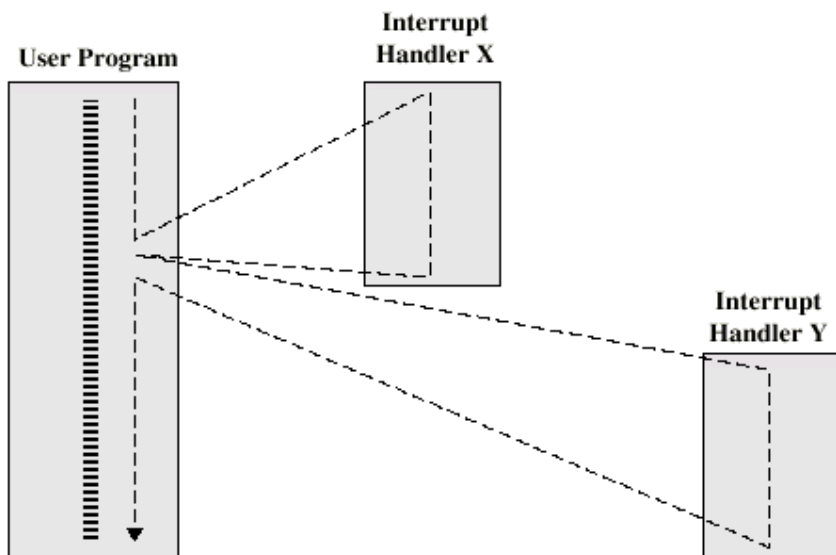 User Program
Interrupt
Handler X
Interrupt
Handler Y